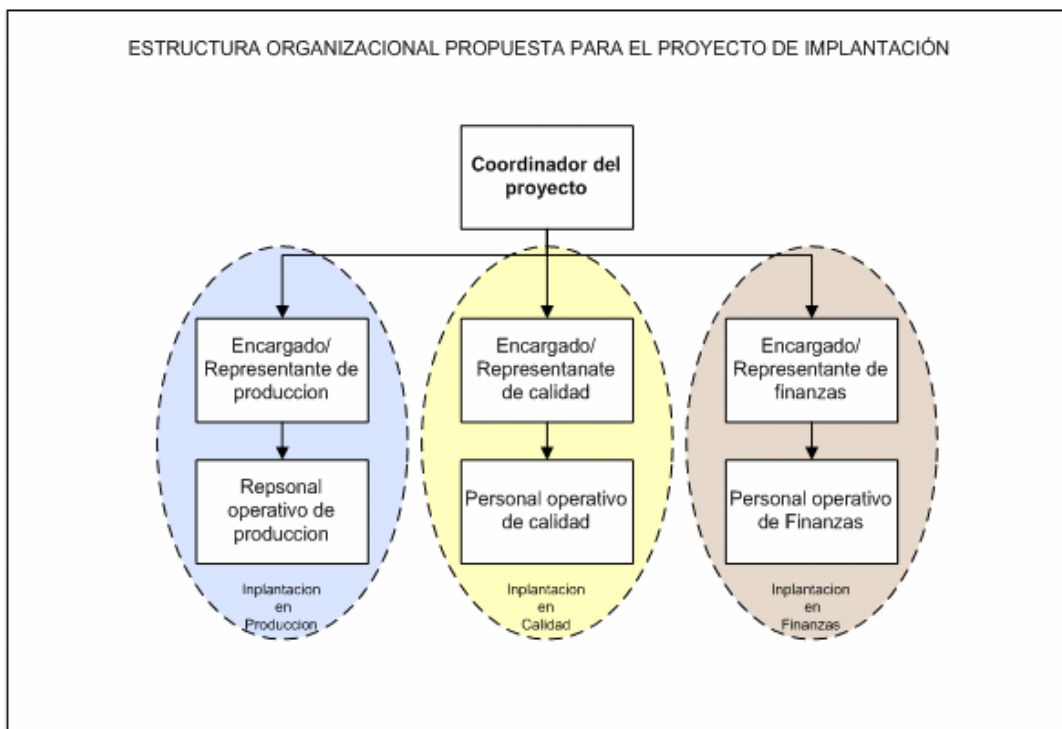 ESTRUCTURA ORGANIZACIONAL PROPUESTA PARA EL PROYECTO DE IMPLANTACIÓN
Coordinador del
proyecto
Encargado/
Representante de
produccion
Repsonal
operativo de
produccion
Inplantacion
en
Produccion
Encargado/
Representanate
de calidad
Personal operativo
de calidad
Inplantacion
en
Calidad
Encargado/
Representante de
finanzas
Personal operativo
de Finanzas
Inplantacion
en
Finanzas